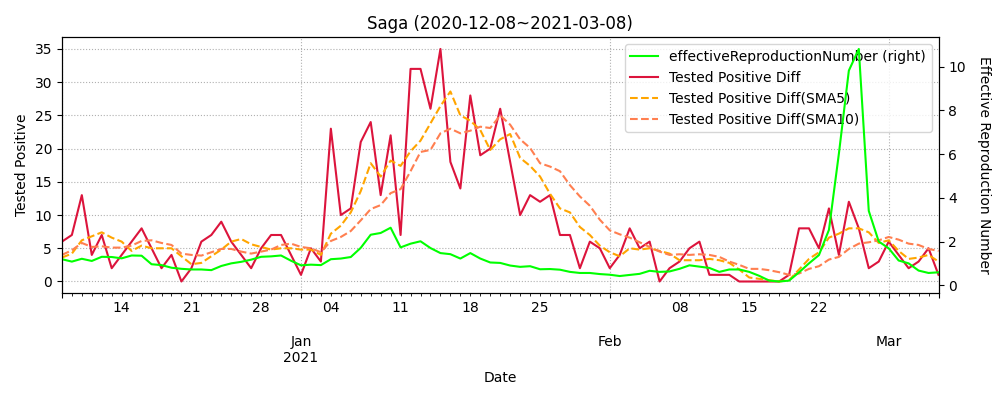 Saga (2020-12-08~2021-03-08)
effectiveReproductionNumber (right)
Tested Positive Diff
Tested Positive Diff(SMA5)
Tested Positive Diff(SMA10)
Tested Positive
35
30
25
20
15
10
5
0
Effective Reproduction Number
10
8
6
4
2
0
14 21 28 04 11 18 25 08 15 22
Jan Feb Mar
2021
Date